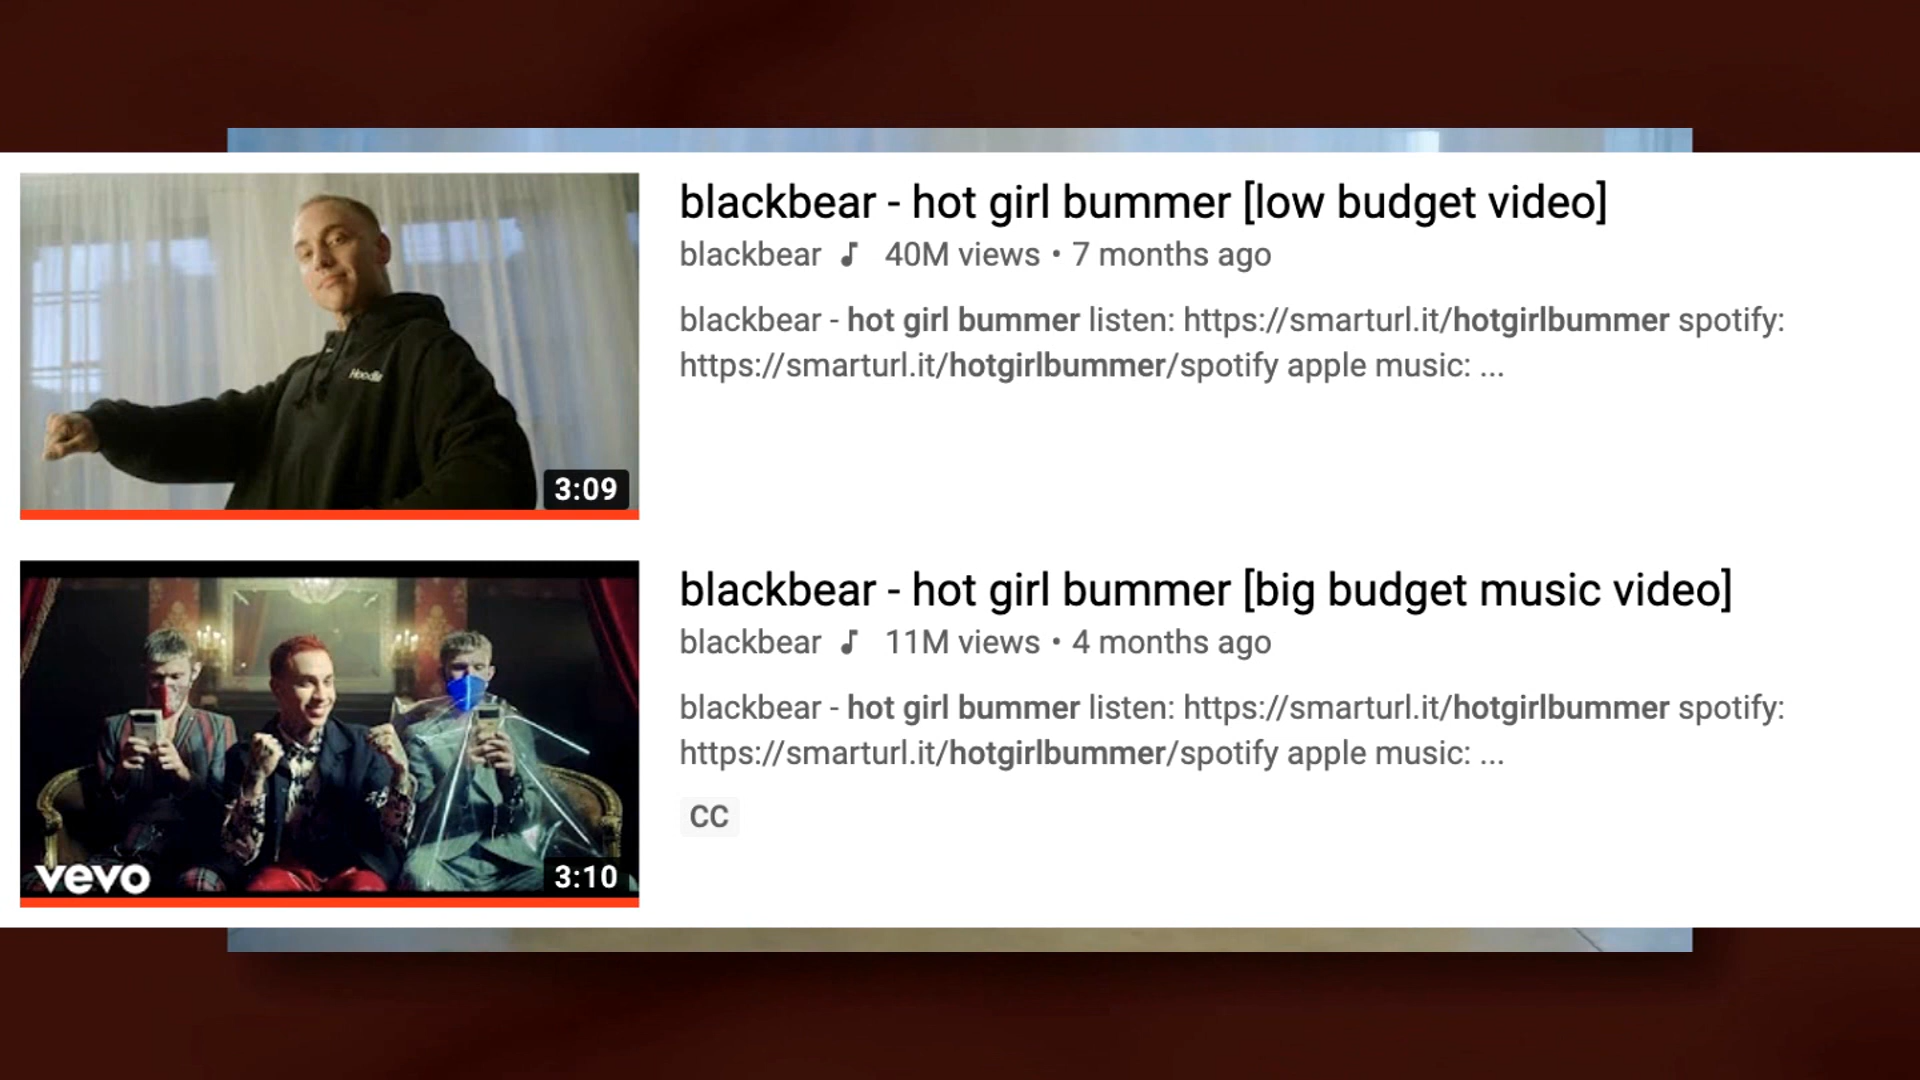 blackbear - hot girl bummer [low budget video]
blackbear ♪ 40M views • 7 months ago
blackbear - hot girl bummer listen: https://smarturl.it/hotgirlbummer spotify:
https://smarturl.it/hotgirlbummer/spotify apple music: ...
Hoodie
3:09
blackbear - hot girl bummer [big budget music video]
blackbear ♪ 11M views • 4 months ago
blackbear - hot girl bummer listen: https://smarturl.it/hotgirlbummer spotify:
https://smarturl.it/hotgirlbummer/spotify apple music: ...
CC
vevo
3:10